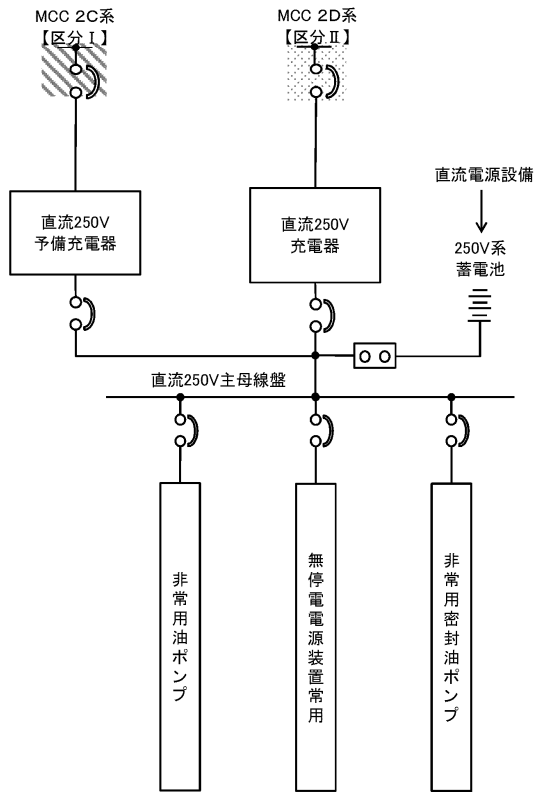 MCC 2C系
【区分Ⅰ】
MCC 2D系
【区分Ⅱ】
直流電源設備
直流250V
予備充電器
直流250V
充電器
250V系
蓄電池
直流250V主母線盤
非常用油ポンプ
無停電電源装置常用
非常用密封油ポンプ